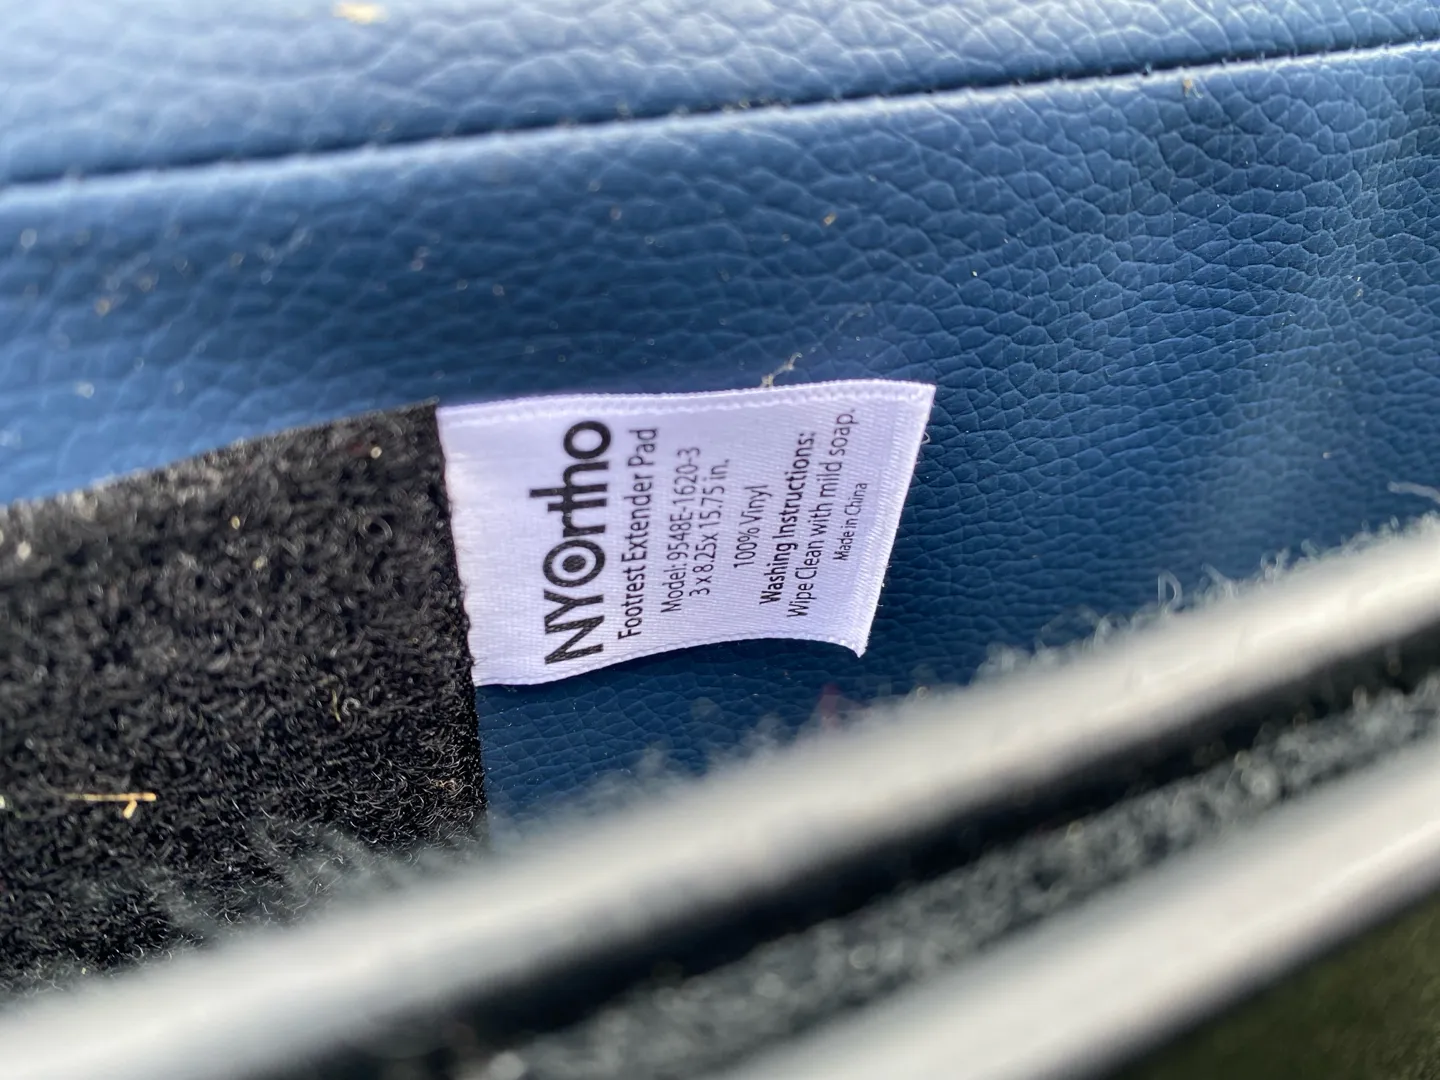 NYOrtho
Footrest Extender Pad
Model: 9548E-1620-3
3 x 8.25x 15.75 in.
100% Vinyl
Washing Instructions:
Wipe Clean with mild soap.
Made in China